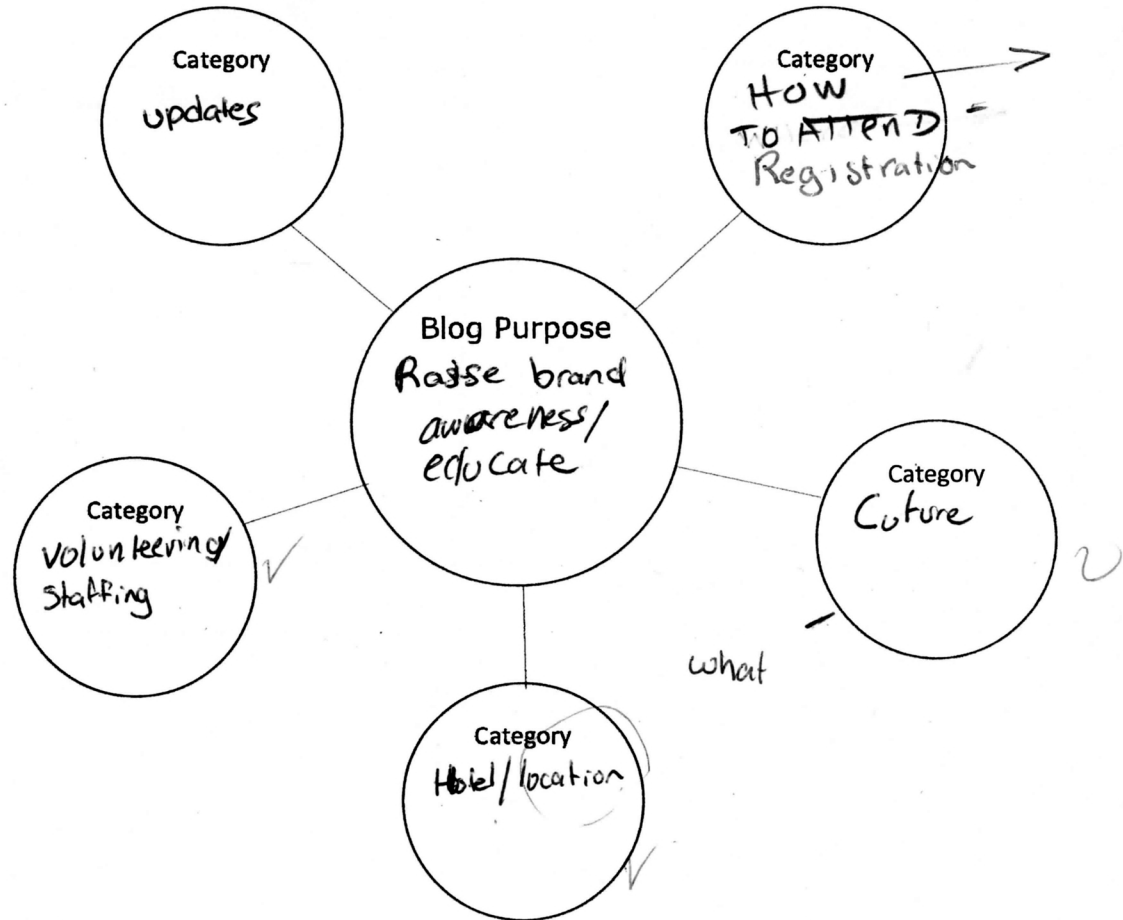 Category
updates
Category
HOW
TO ATTEND -
Registration
Blog Purpose
Raise brand
awareness/
educate
Category
Cuture
Category
Volunteering/
Staffing
what
Category
Hotel/location